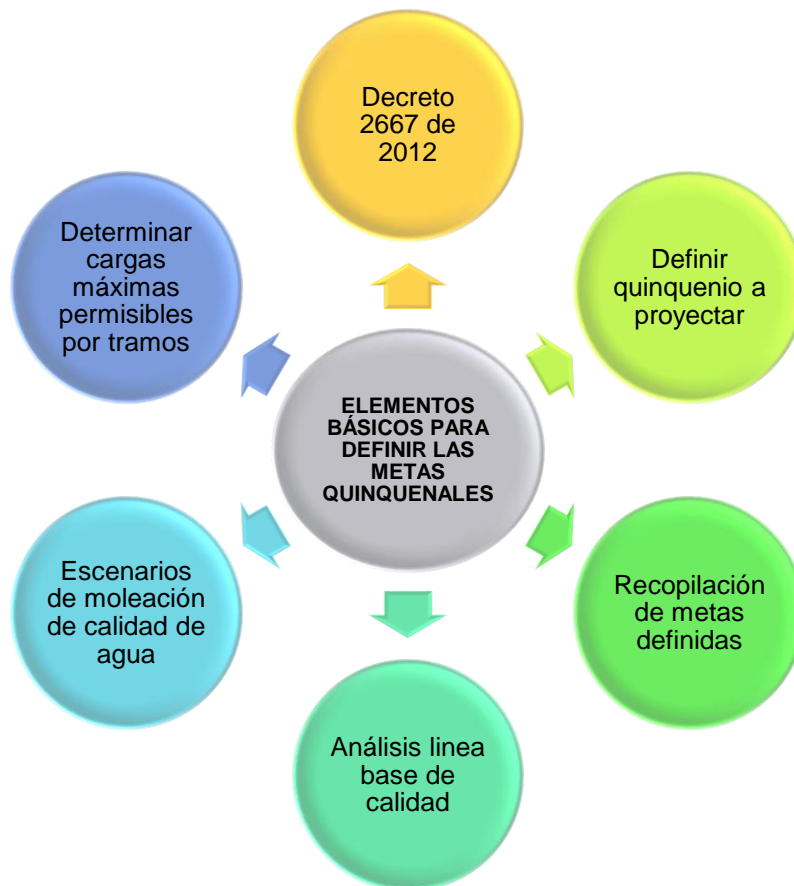 Decreto
2667 de
2012
Determinar
cargas
máximas
permisibles
por tramos
Definir
quinquenio a
proyectar
ELEMENTOS
BÁSICOS PARA
DEFINIR LAS
METAS
QUINQUENALES
Escenarios
de moleación
de calidad de
agua
Recopilación
de metas
definidas
Análisis linea
base de
calidad